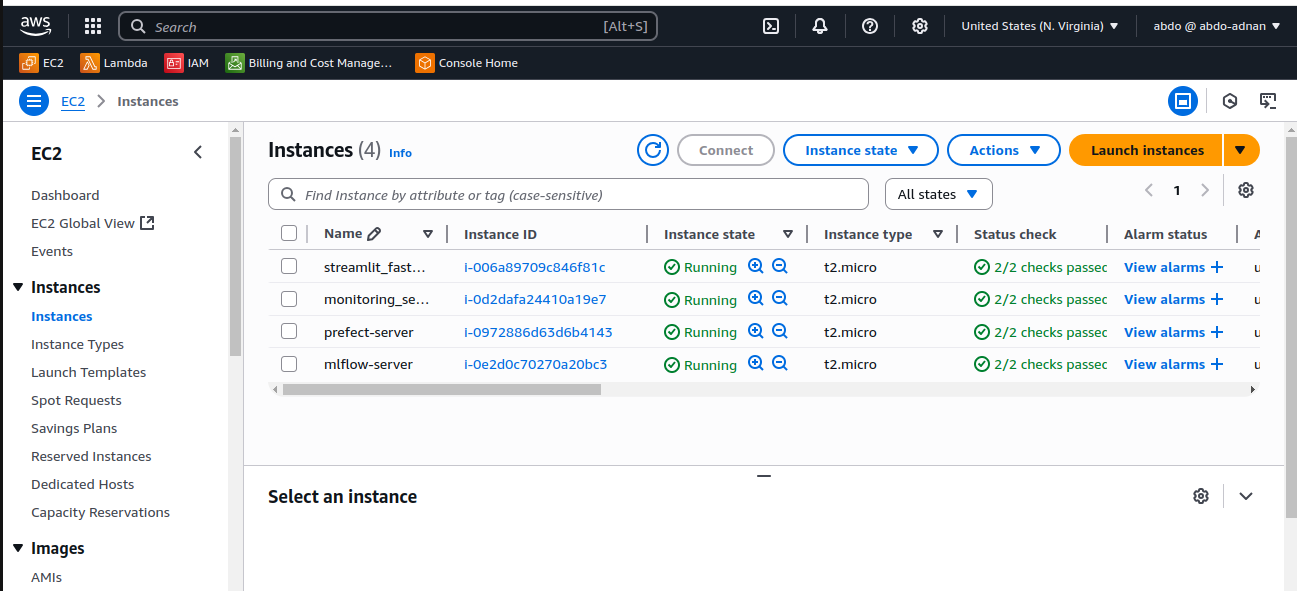 aws
Search [Alt+S] United States (N. Virginia) abdo @ abdo-adnan
EC2 Lambda IAM Billing and Cost Manage... Console Home
EC2 Instances
EC2
Dashboard
EC2 Global View
Events
Instances
Instances
Instance Types
Launch Templates
Spot Requests
Savings Plans
Reserved Instances
Dedicated Hosts
Capacity Reservations
Images
AMIs
Instances (4) Info Connect Instance state Actions Launch instances
Find Instance by attribute or tag (case-sensitive) All states 1
Name Instance ID Instance state Instance type Status check Alarm status A
streamlit_fast... i-006a89709c846f81c Running t2.micro 2/2 checks passec View alarms + u
monitoring_se... i-0d2dafa24410a19e7 Running t2.micro 2/2 checks passec View alarms + u
prefect-server i-0972886d63d6b4143 Running t2.micro 2/2 checks passec View alarms + u
mlflow-server i-0e2d0c70270a20bc3 Running t2.micro 2/2 checks passec View alarms + u
Select an instance